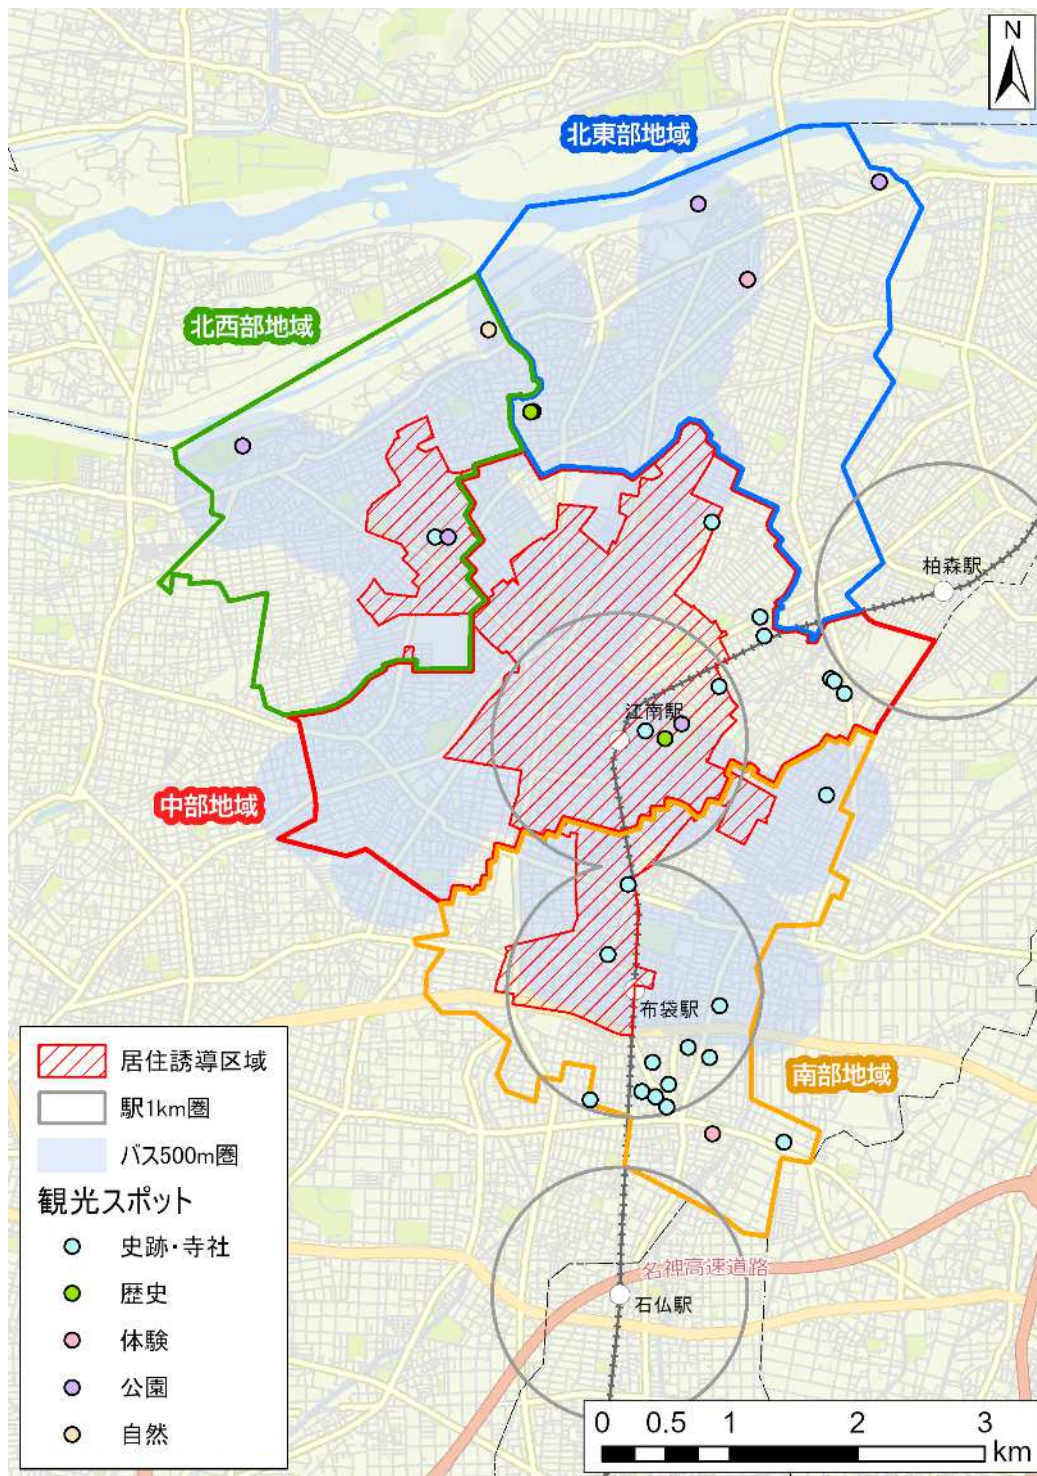 N
北東部地域
北西部地域
柏森駅
江南駅
中部地域
布袋駅
南部地域
居住誘導区域
駅1km圏
バス500m圏
観光スポット
史跡・寺社
歴史
体験
公園
自然
名神高速道路
石仏駅
0 0.5 1 2 3
km